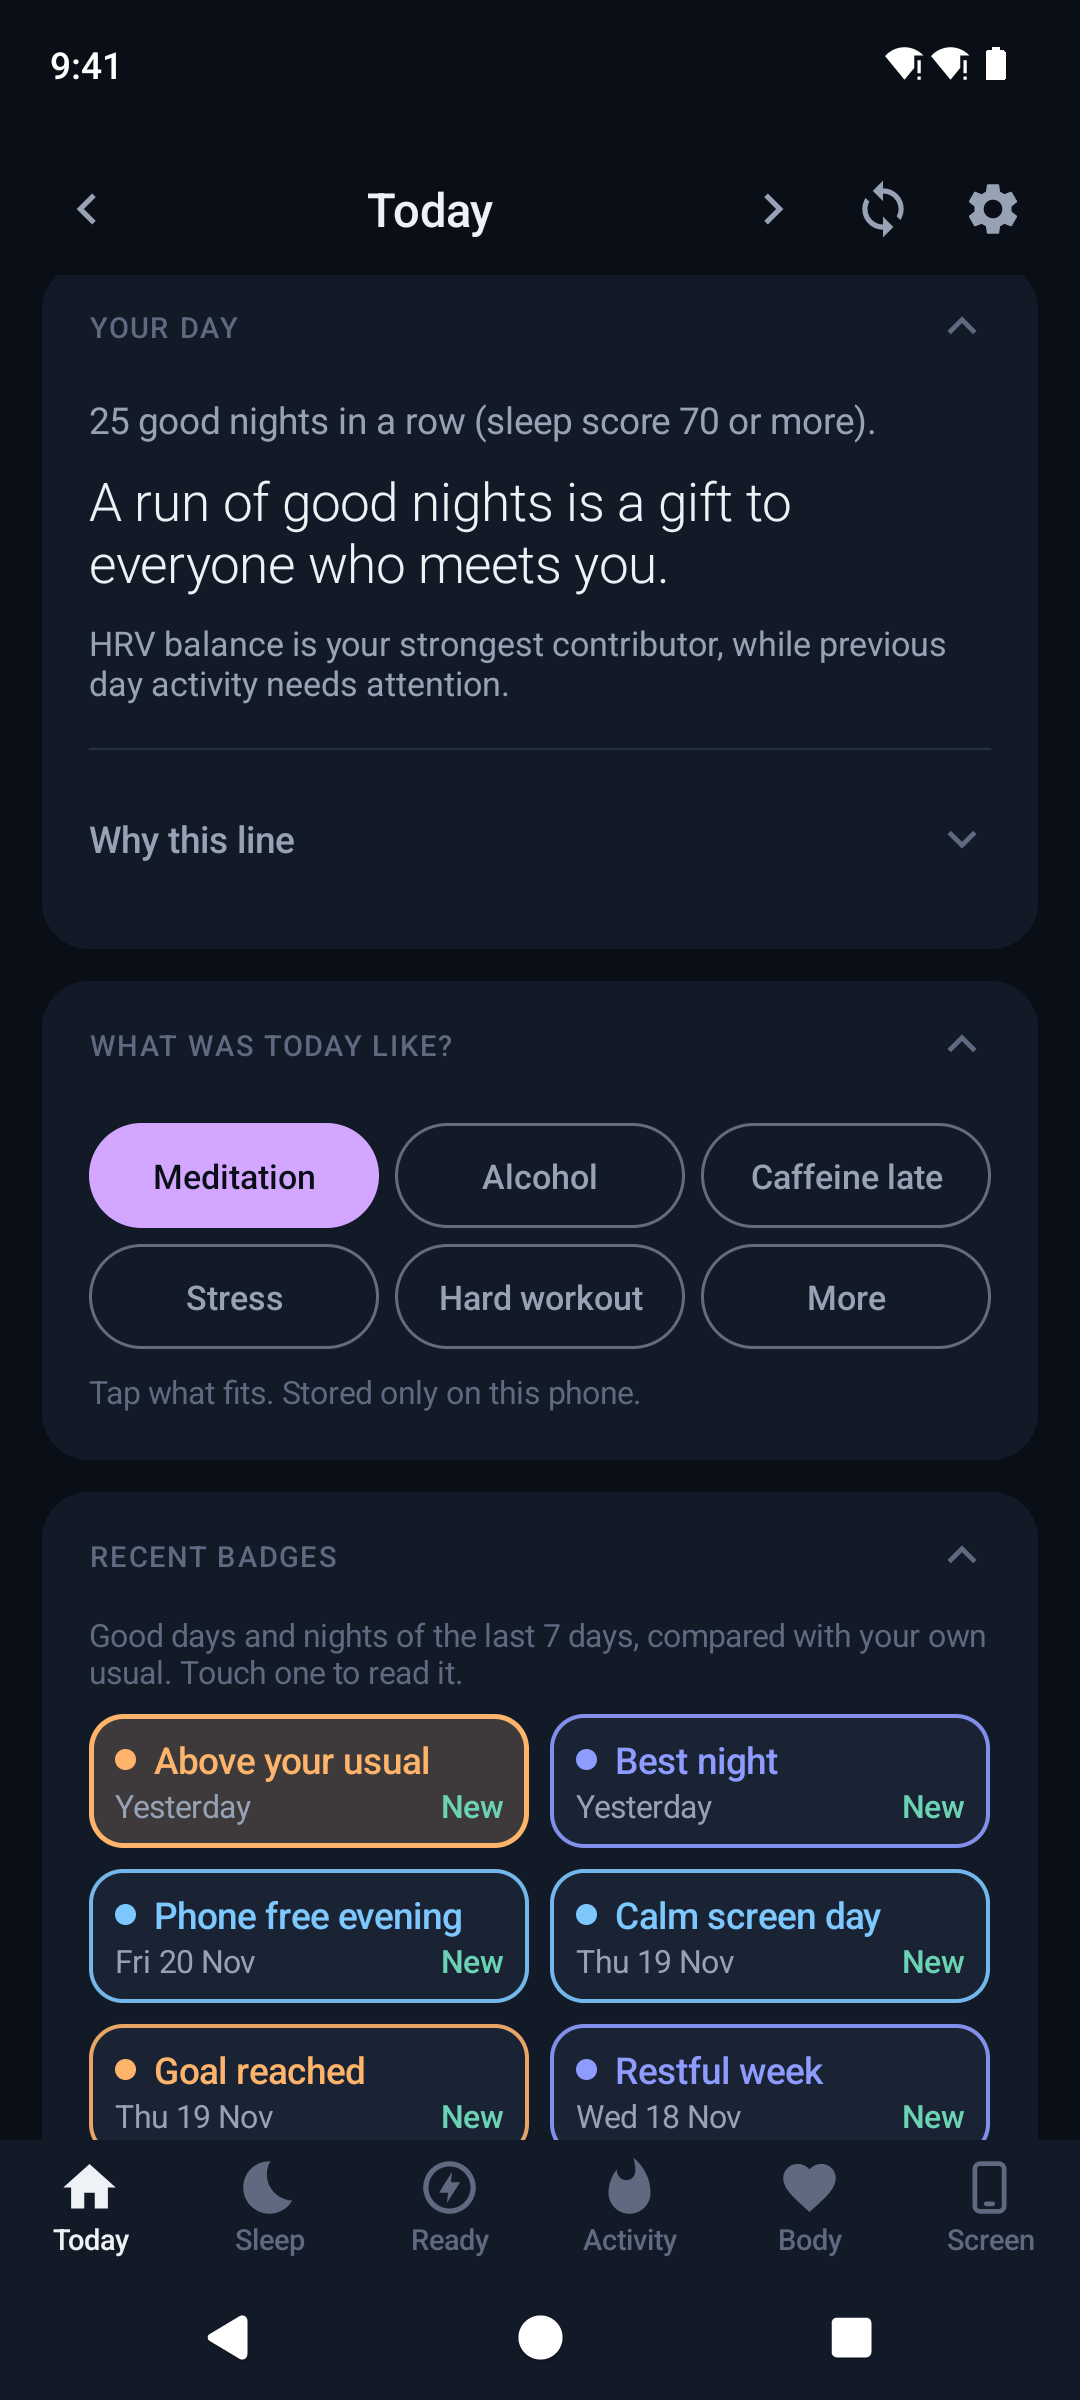 9:41
Today
YOUR DAY
25 good nights in a row (sleep score 70 or more).
A run of good nights is a gift to
everyone who meets you.
HRV balance is your strongest contributor, while previous
day activity needs attention.
Why this line
WHAT WAS TODAY LIKE?
Meditation
Alcohol
Caffeine late
Stress
Hard workout
More
Tap what fits. Stored only on this phone.
RECENT BADGES
Good days and nights of the last 7 days, compared with your own
usual. Touch one to read it.
Above your usual
Yesterday New
Best night
Yesterday New
Phone free evening
Fri 20 Nov New
Calm screen day
Thu 19 Nov New
Goal reached
Thu 19 Nov New
Restful week
Wed 18 Nov New
Today
Sleep
Ready
Activity
Body
Screen